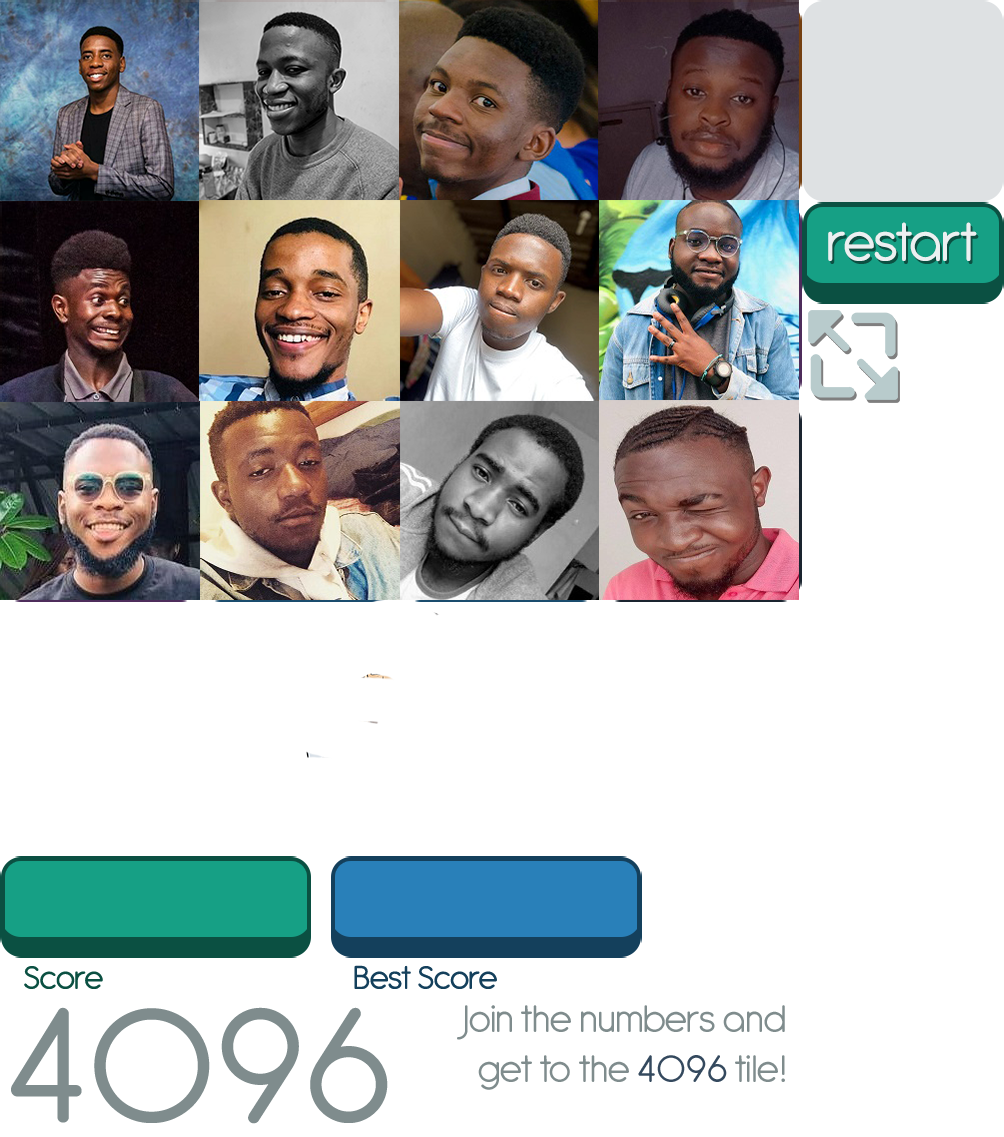 restart
Score
Best Score
4096
Join the numbers and
get to the 4096 tile!